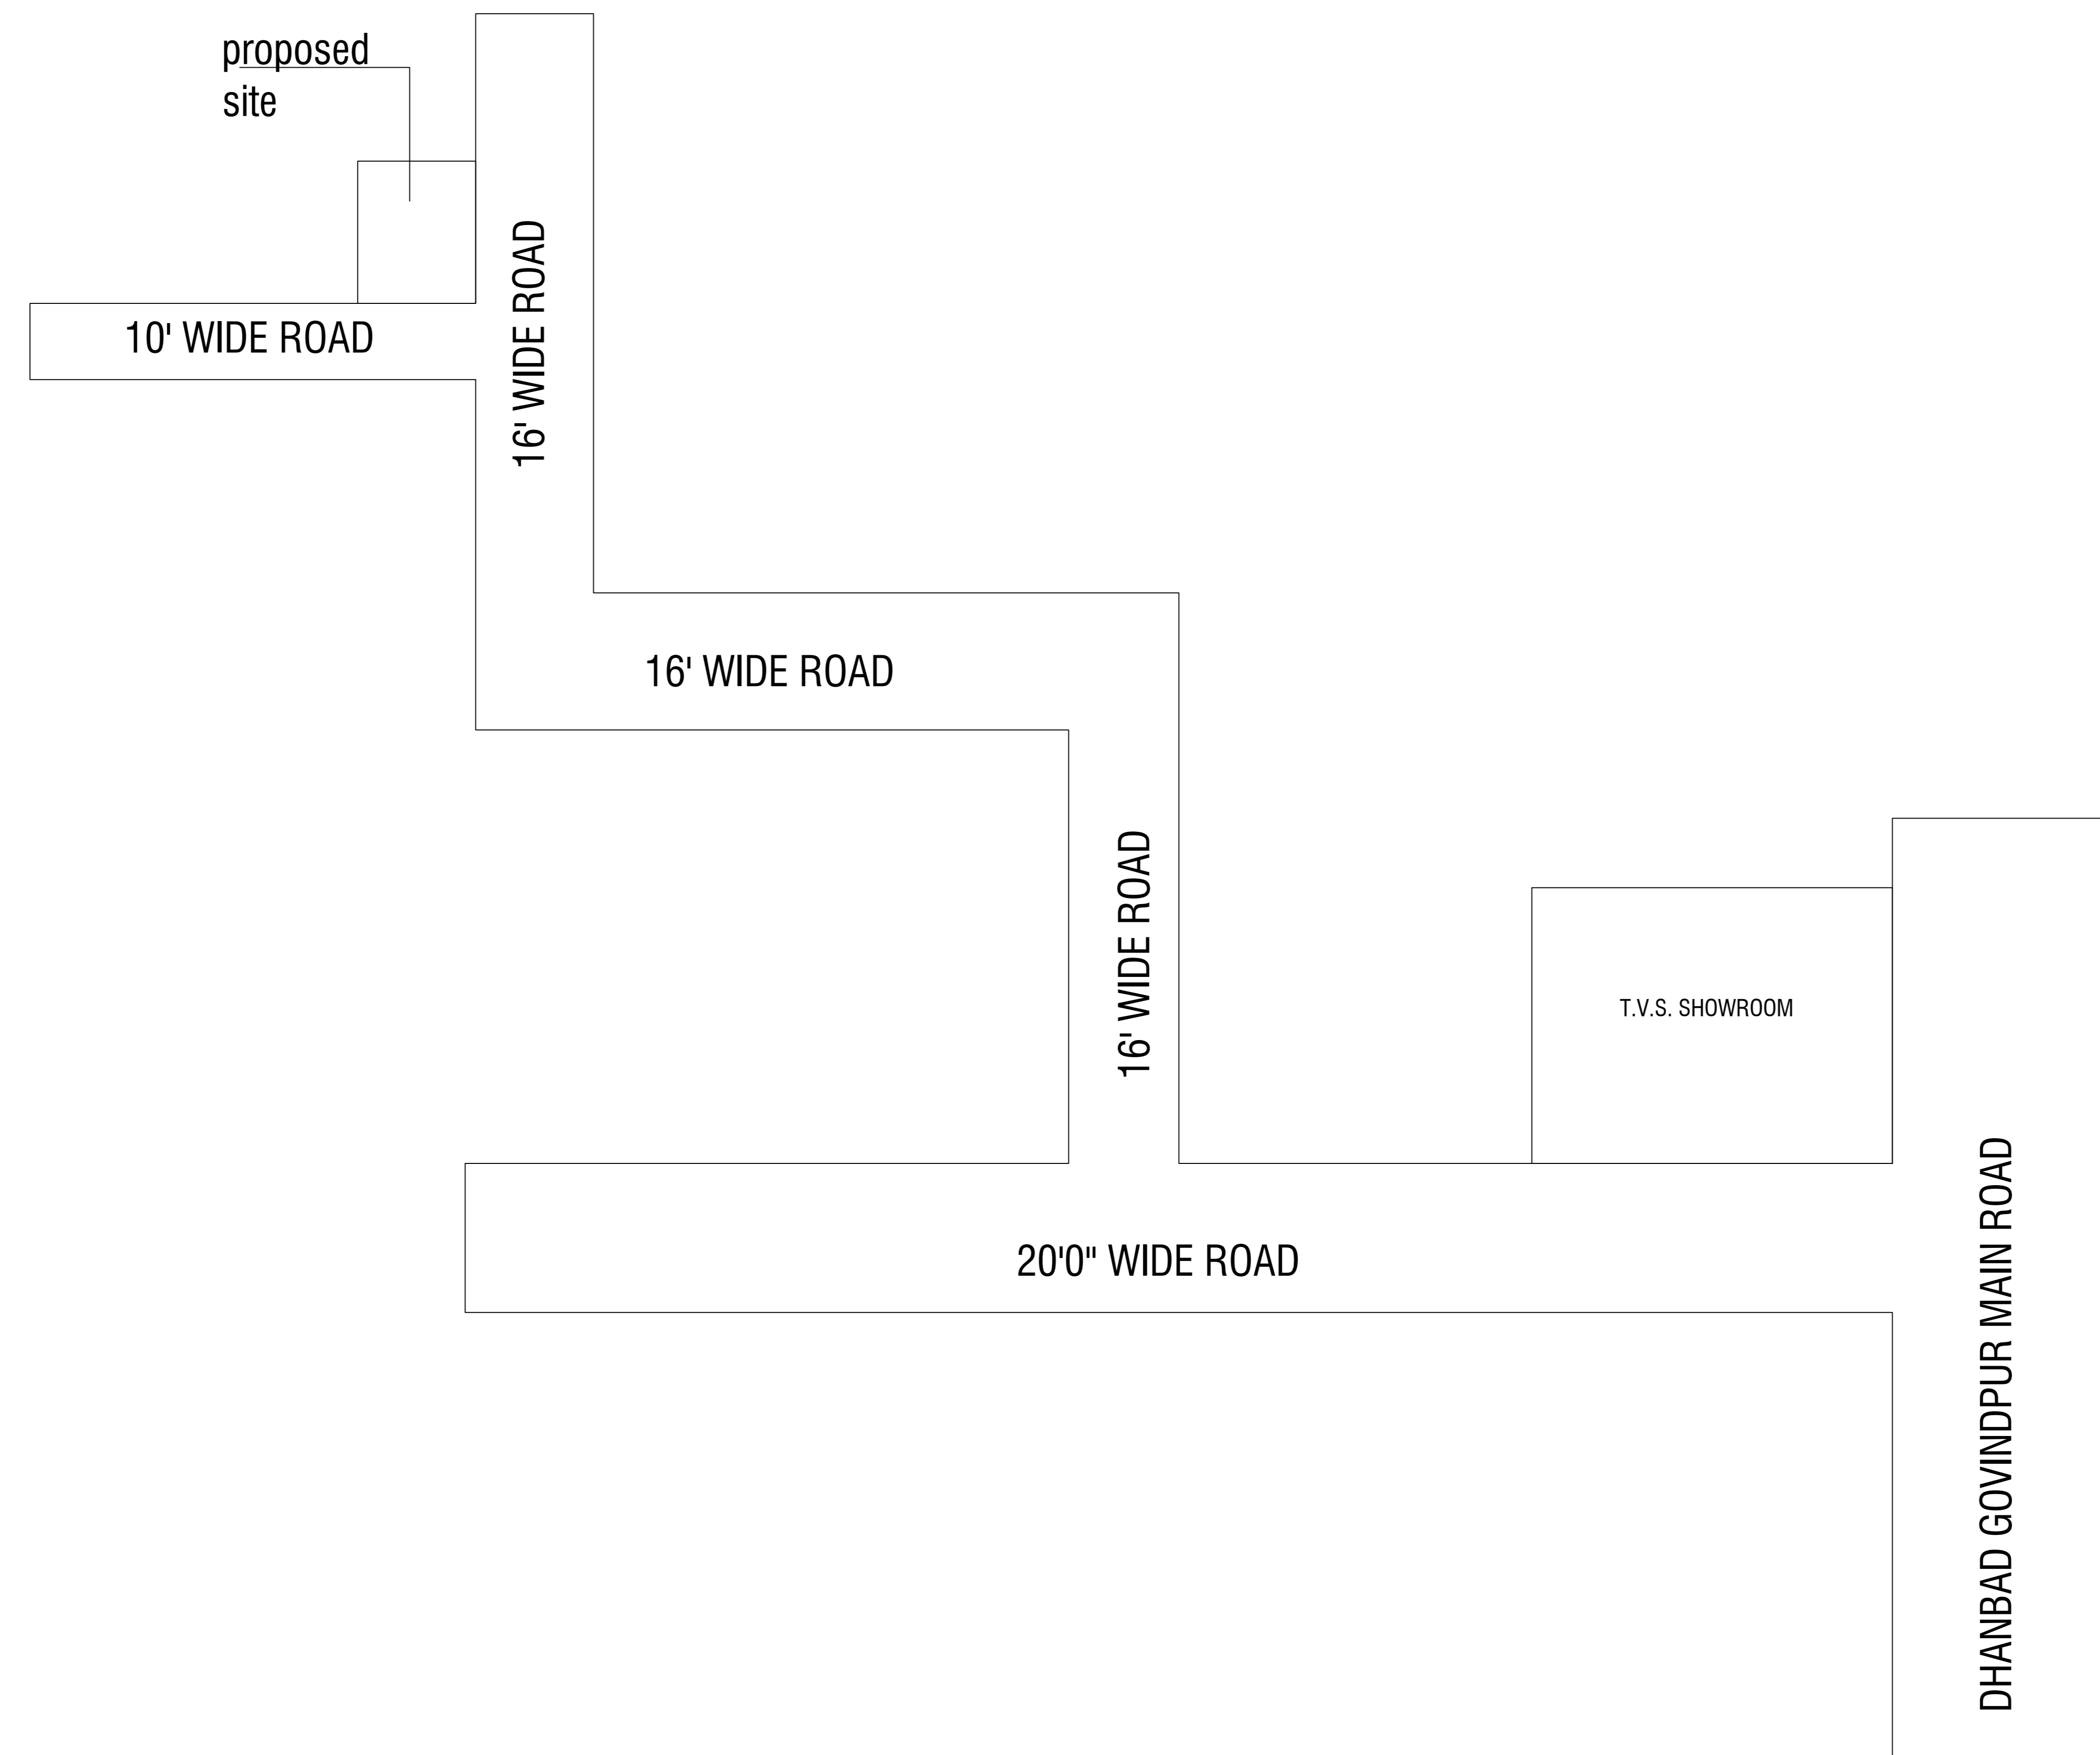 proposed
site
10' WIDE ROAD
16' WIDE ROAD
16' WIDE ROAD
16' WIDE ROAD
T.V.S. SHOWROOM
20'0" WIDE ROAD
DHANBAD GOVINDPUR MAIN ROAD